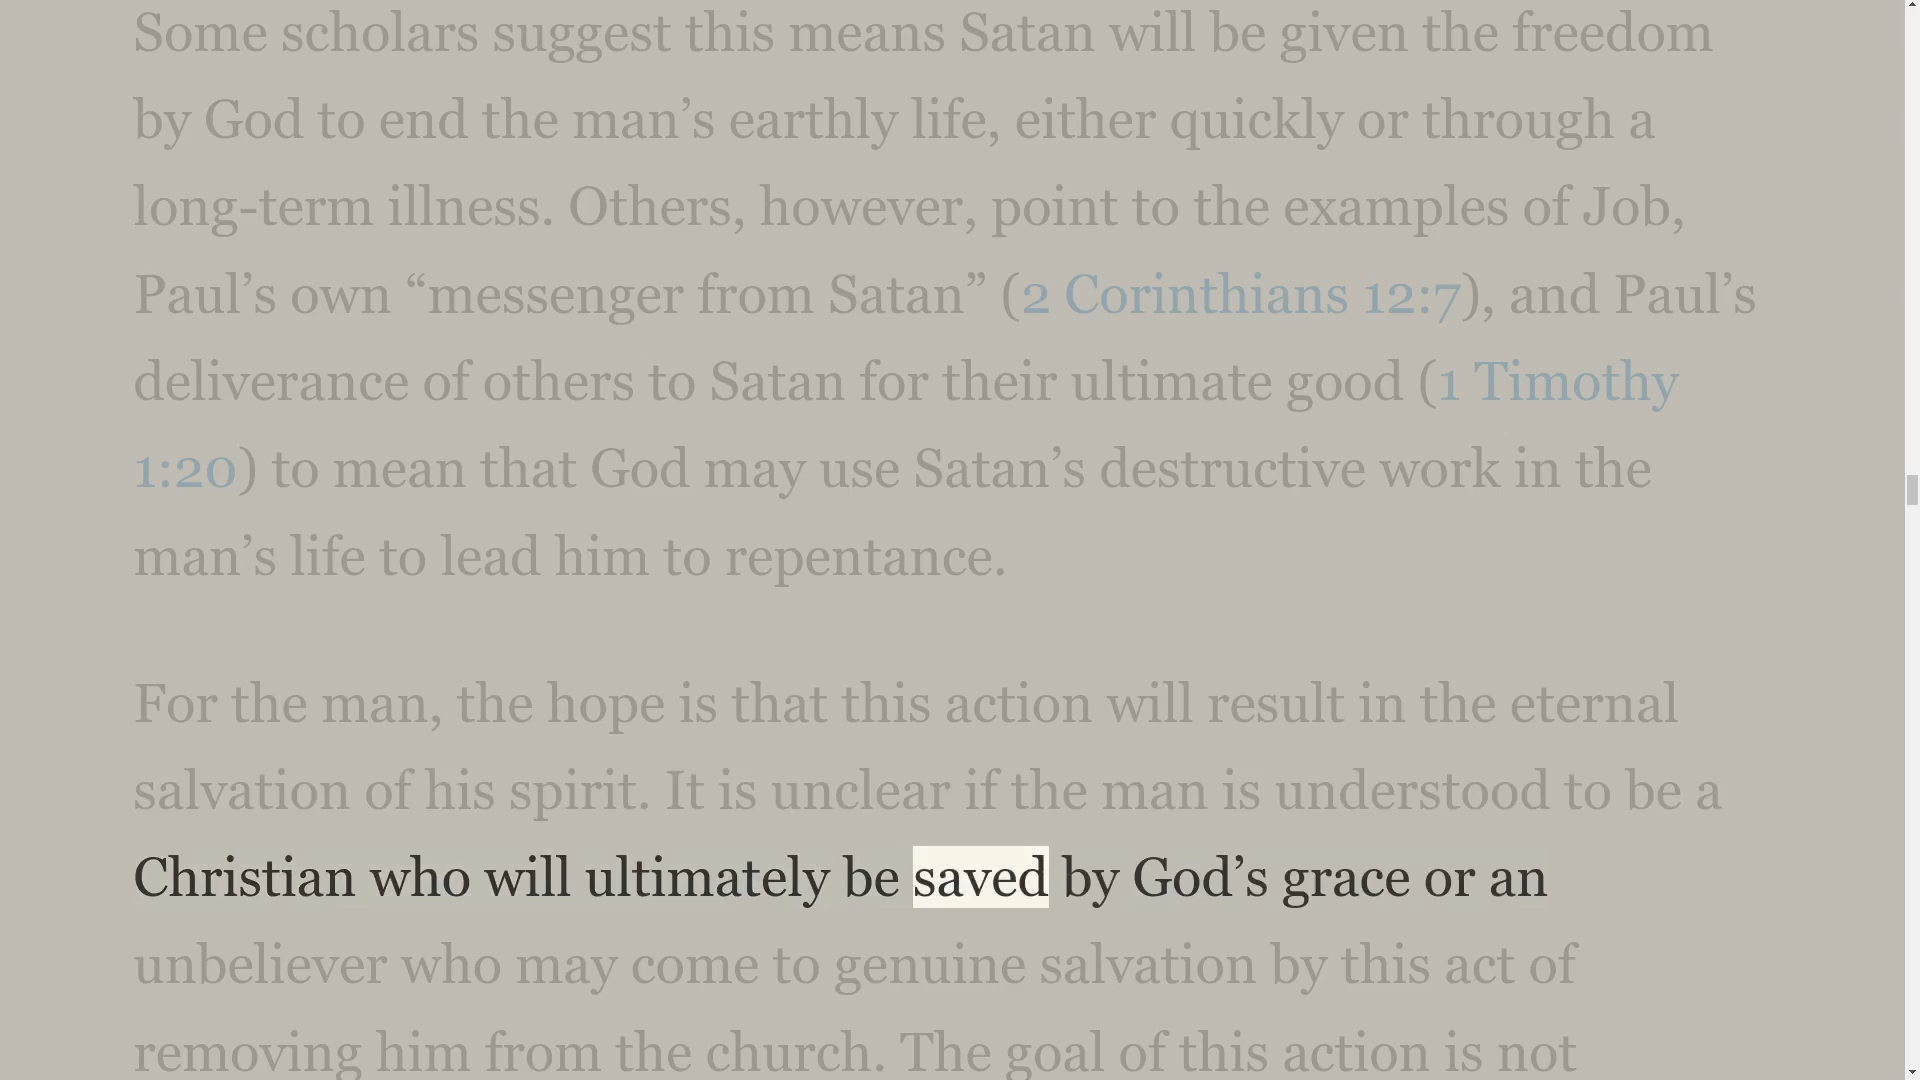 Some scholars suggest this means Satan will be given the freedom
by God to end the man’s earthly life, either quickly or through a
long-term illness. Others, however, point to the examples of Job,
Paul’s own “messenger from Satan” (2 Corinthians 12:7), and Paul’s
deliverance of others to Satan for their ultimate good (1 Timothy
1:20) to mean that God may use Satan’s destructive work in the
man’s life to lead him to repentance.
For the man, the hope is that this action will result in the eternal
salvation of his spirit. It is unclear if the man is understood to be a
Christian who will ultimately be saved by God’s grace or an
unbeliever who may come to genuine salvation by this act of
removing him from the church. The goal of this action is not